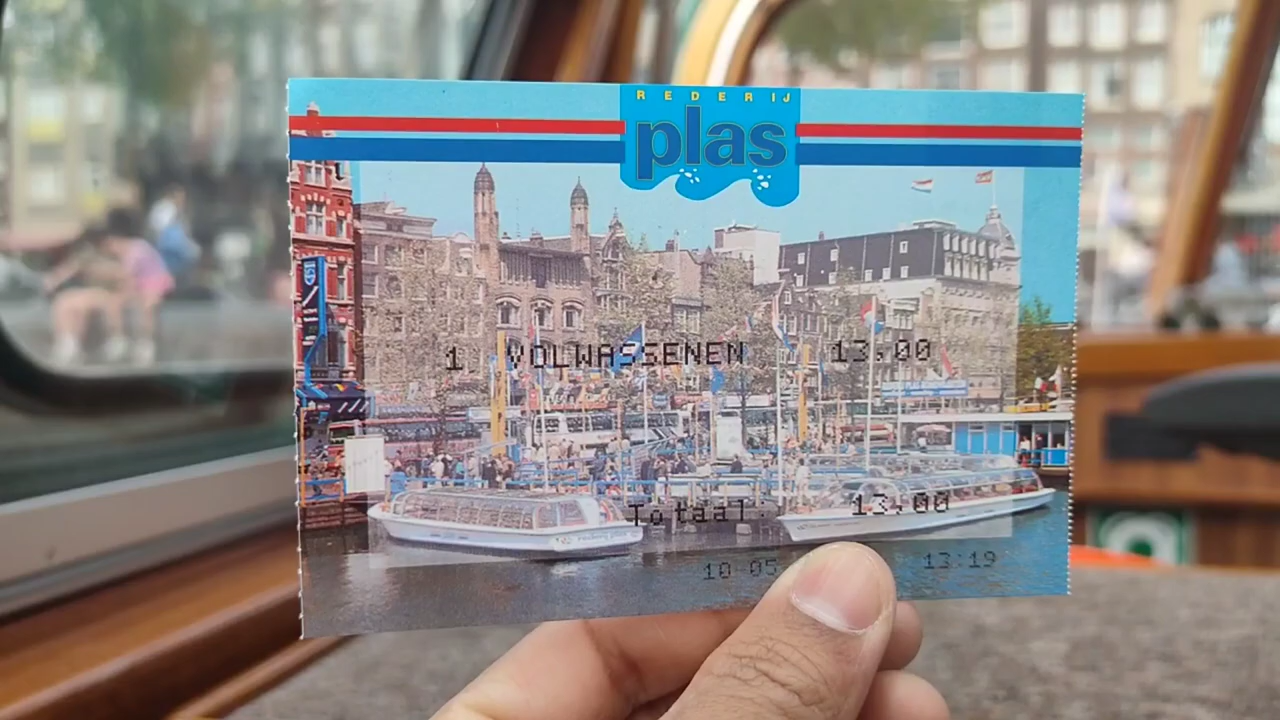 REDERIJ
plas
1 VOLWASSENEN 13.00
Totaal 13.00
10-05 13:19